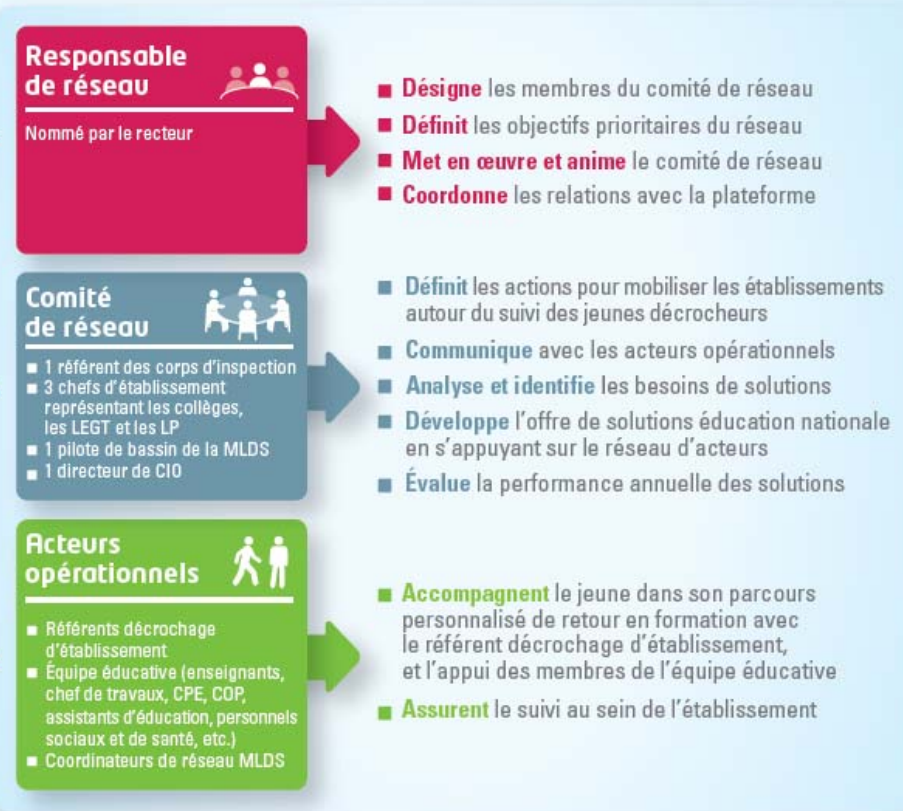 Responsable
de réseau
Nommé par le recteur
■ Désigne les membres du comité de réseau
■ Définit les objectifs prioritaires du réseau
■ Met en œuvre et anime le comité de réseau
■ Coordonne les relations avec la plateforme
Comité
de réseau
■ 1 référent des corps d'inspection
■ 3 chefs d'établissement
représentant les collèges,
les LEGT et les LP
■ 1 pilote de bassin de la MLDS
■ 1 directeur de CIO
■ Définit les actions pour mobiliser les établissements
autour du suivi des jeunes décrocheurs
■ Communique avec les acteurs opérationnels
■ Analyse et identifie les besoins de solutions
■ Développe l'offre de solutions éducation nationale
en s'appuyant sur le réseau d'acteurs
■ Évalue la performance annuelle des solutions
Acteurs
opérationnels
■ Référents décrochage
d'établissement
■ Équipe éducative (enseignants,
chef de travaux, CPE, COP,
assistants d'éducation, personnels
sociaux et de santé, etc.)
■ Coordinateurs de réseau MLDS
■ Accompagnent le jeune dans son parcours
personnalisé de retour en formation avec
le référent décrochage d'établissement,
et l'appui des membres de l'équipe éducative
■ Assurent le suivi au sein de l'établissement